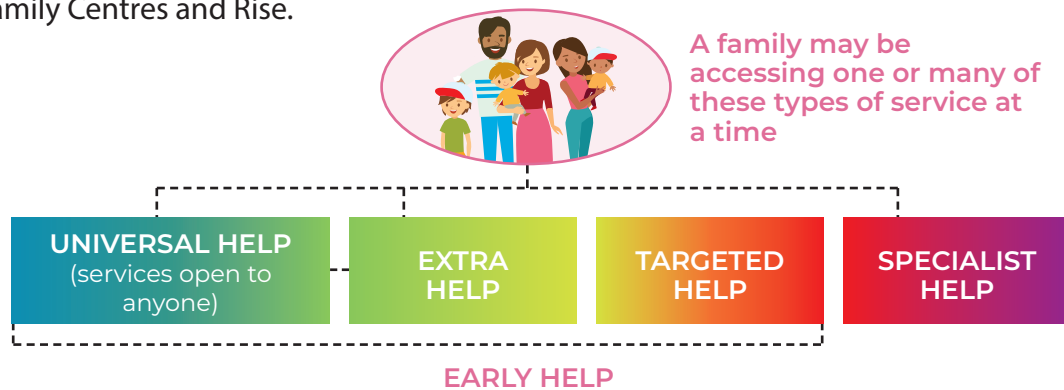 amily Centres and Rise.
A family may be
accessing one or many of
these types of service at
a time
UNIVERSAL HELP
(services open to
anyone)
EXTRA
HELP
TARGETED
HELP
SPECIALIST
HELP
EARLY HELP